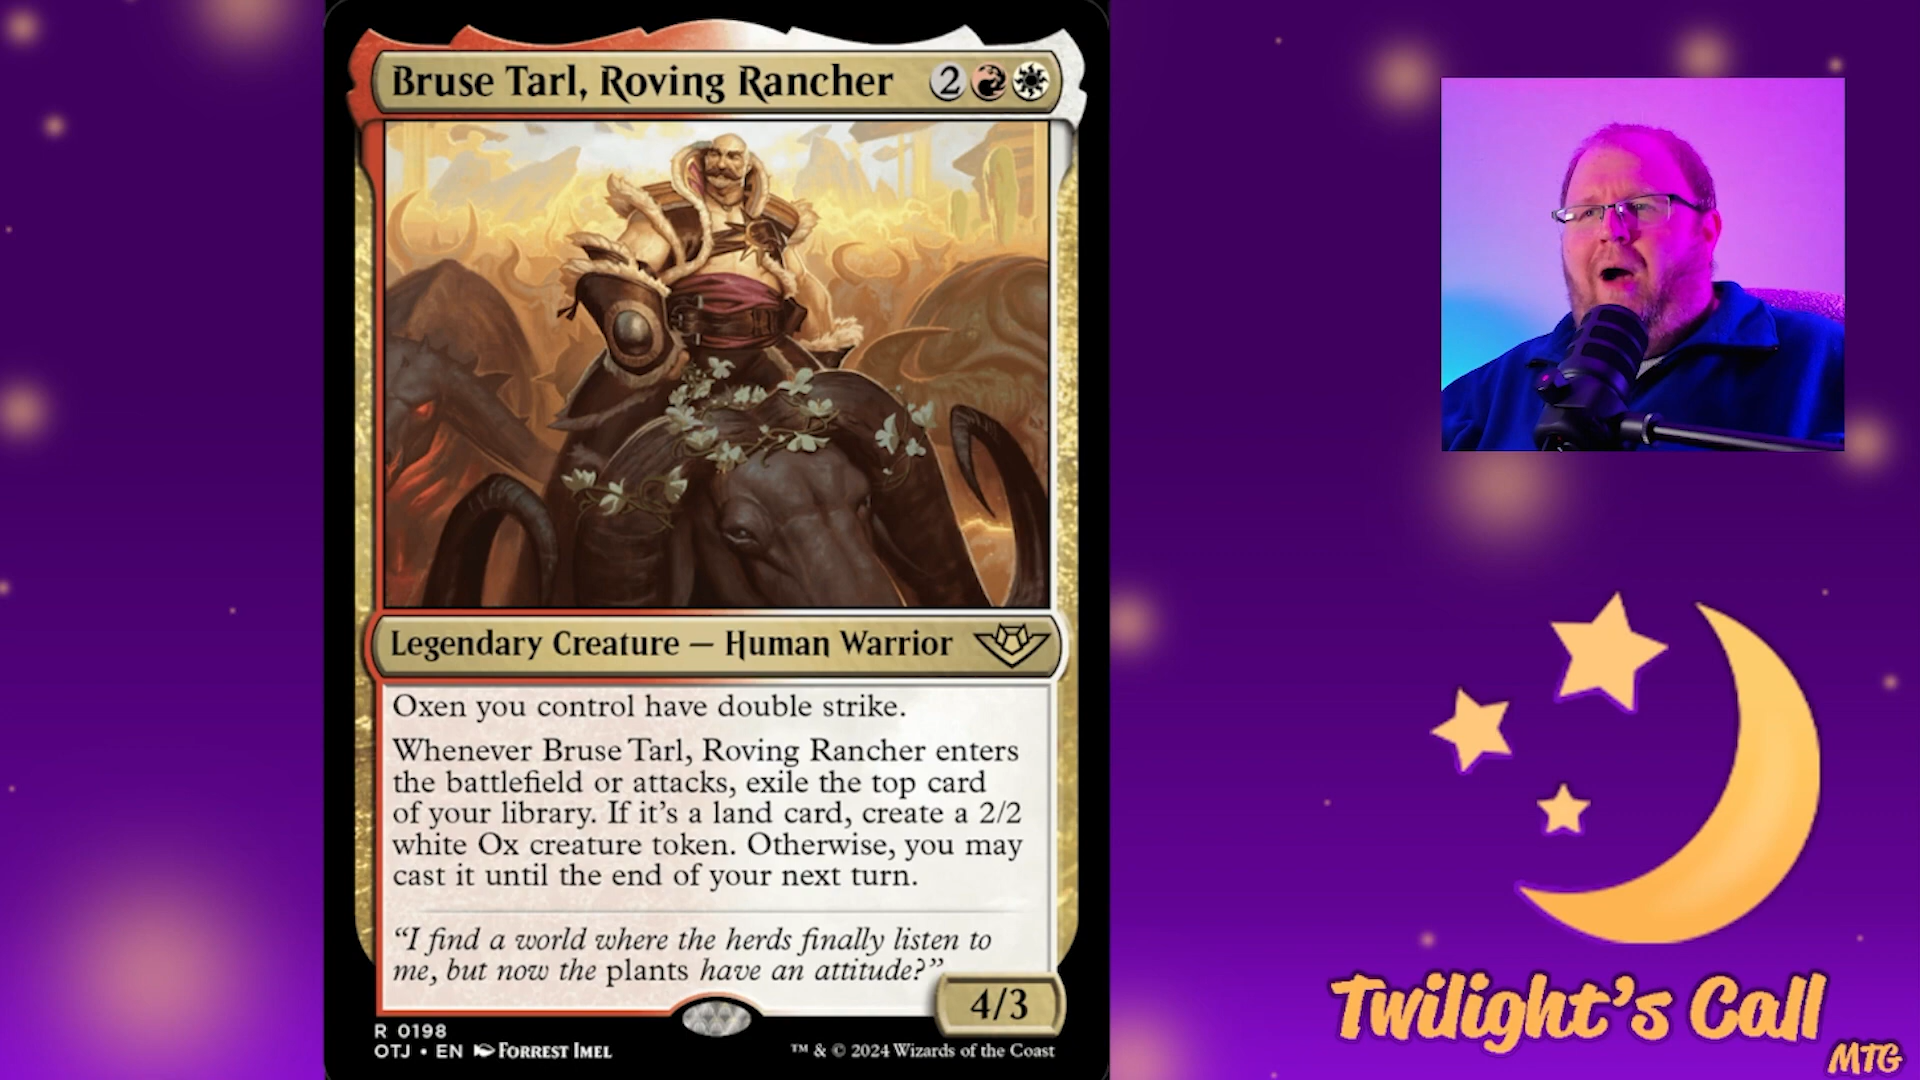 Bruse Tarl, Roving Rancher 2
Legendary Creature — Human Warrior
Oxen you control have double strike.
Whenever Bruse Tarl, Roving Rancher enters
the battlefield or attacks, exile the top card
of your library. If it's a land card, create a 2/2
white Ox creature token. Otherwise, you may
cast it until the end of your next turn.
“I find a world where the herds finally listen to
me, but now the plants have an attitude?”
4/3
R 0198
OTJ • EN Forrest Imel
™ & © 2024 Wizards of the Coast
Twilight's Call
MTG